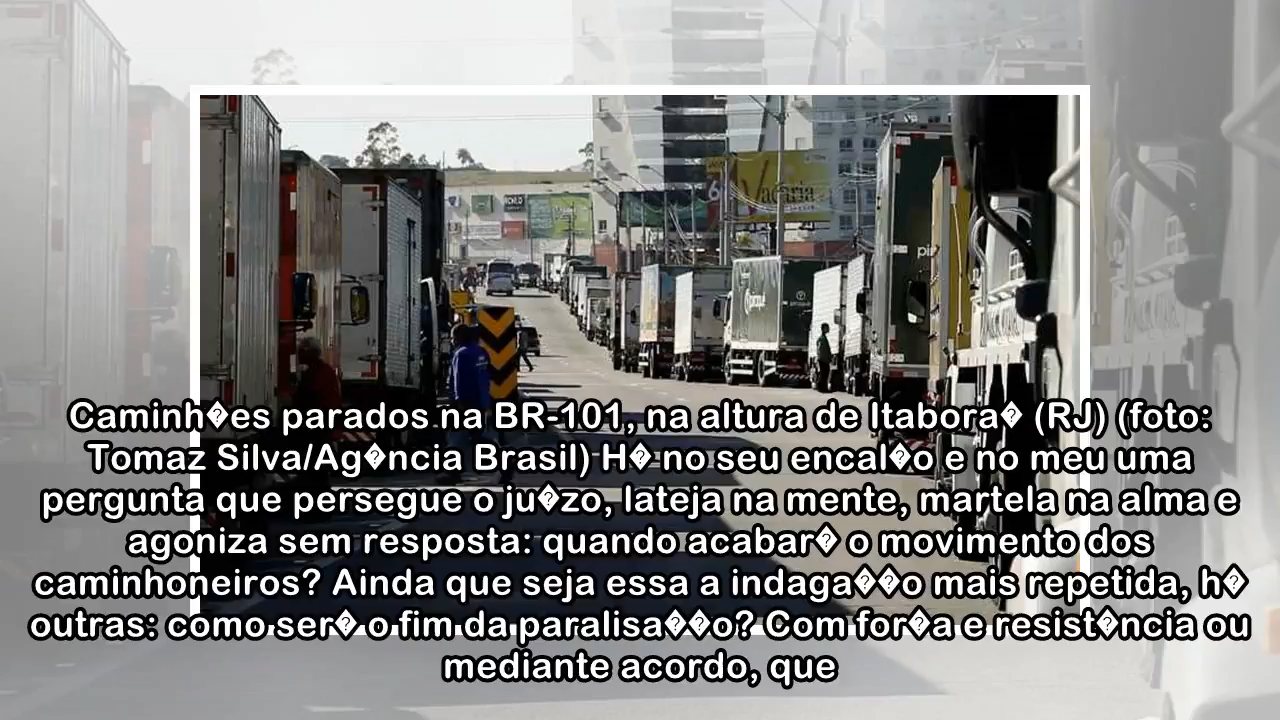 Vacaria
Caminh�es parados na BR-101, na altura de Itabora� (RJ) (foto:
Tomaz Silva/Ag�ncia Brasil) H� no seu encal�o e no meu uma
pergunta que persegue o ju�zo, lateja na mente, martela na alma e
agoniza sem resposta: quando acabar� o movimento dos
caminhoneiros? Ainda que seja essa a indaga��o mais repetida, h�
outras: como ser� o fim da paralisa��o? Com for�a e resist�ncia ou
mediante acordo, que